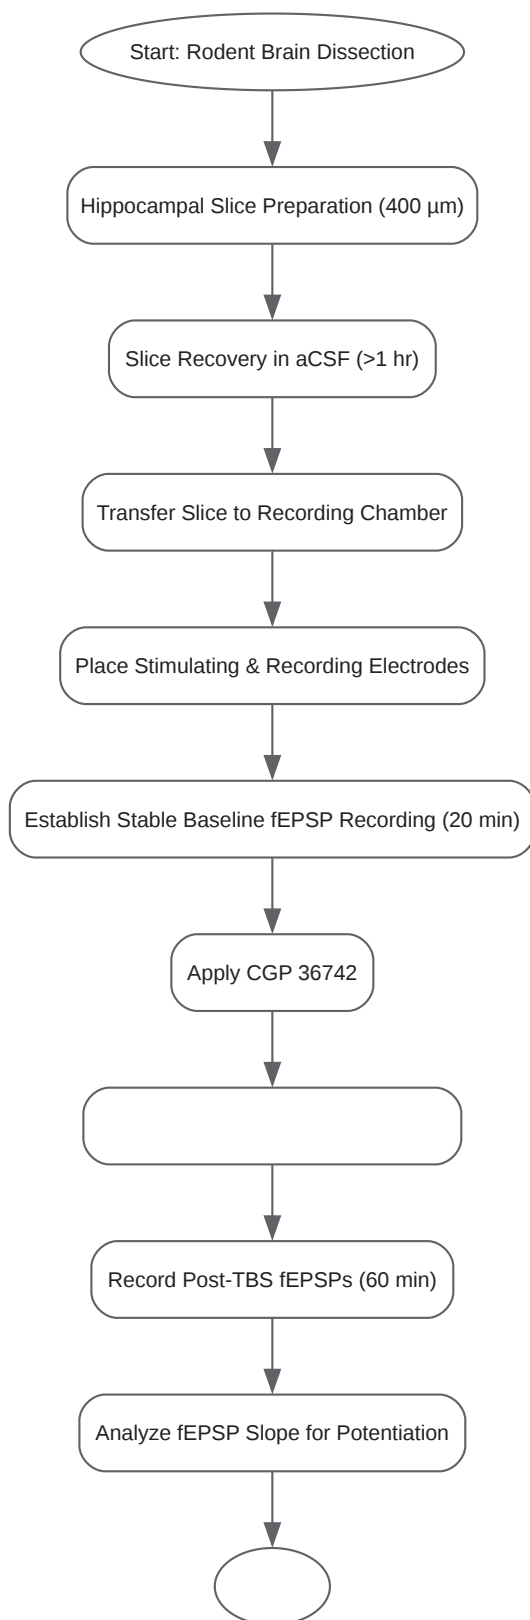 Start: Rodent Brain Dissection
Hippocampal Slice Preparation (400 µm)
Slice Recovery in aCSF (>1 hr)
Transfer Slice to Recording Chamber
Place Stimulating & Recording Electrodes
Establish Stable Baseline fEPSP Recording (20 min)
Apply CGP 36742
Record Post-TBS fEPSPs (60 min)
Analyze fEPSP Slope for Potentiation